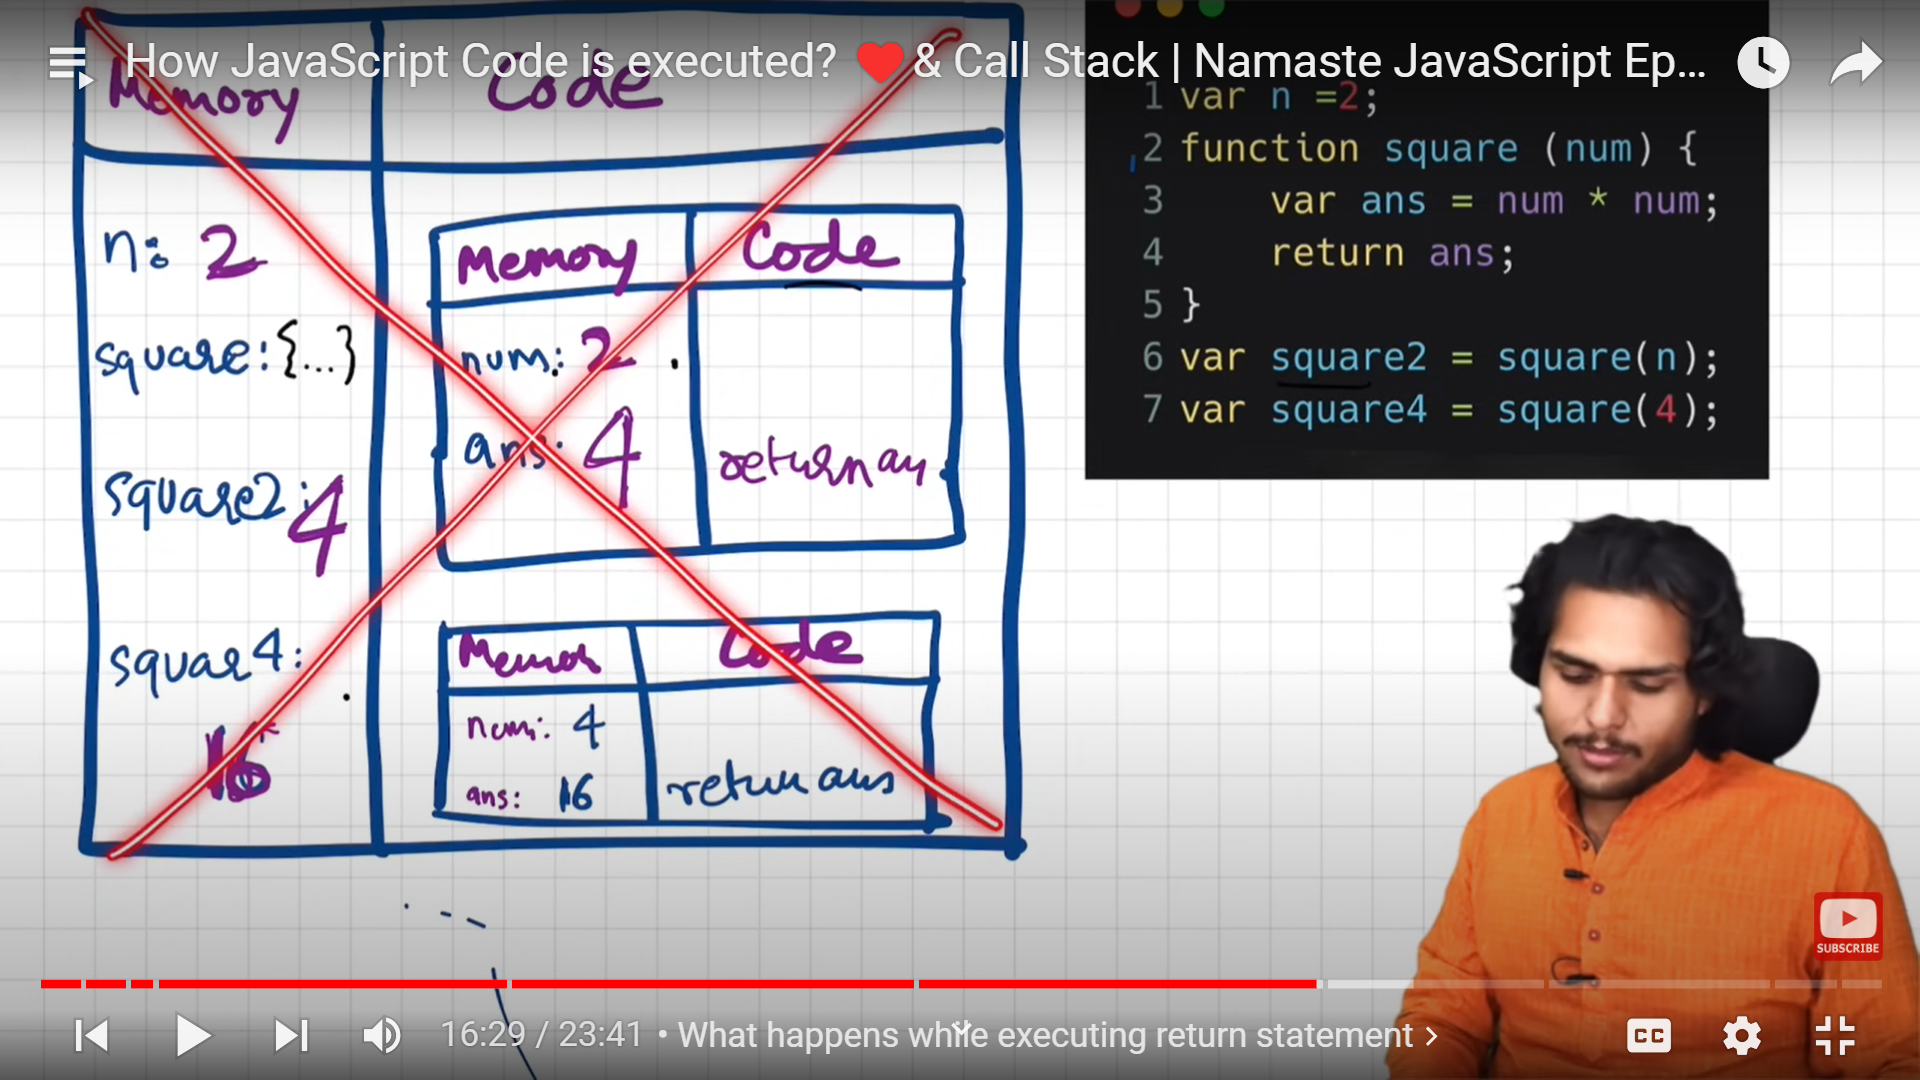 How JavaScript Code is executed? ❤️& Call Stack | Namaste JavaScript Ep...
Memory Code
n: 2
square: {...}
square2: 4
squar4:
16
Memory Code
num: 2
ans: 4
return an
Code
num: 4
ans: 16
return ans
1 var n =2;
2 function square (num) {
3 var ans = num * num;
4 return ans;
5 }
6 var square2 = square(n);
7 var square4 = square(4);
SUBSCRIBE
16:29 / 23:41 • What happens while executing return statement ›
CC